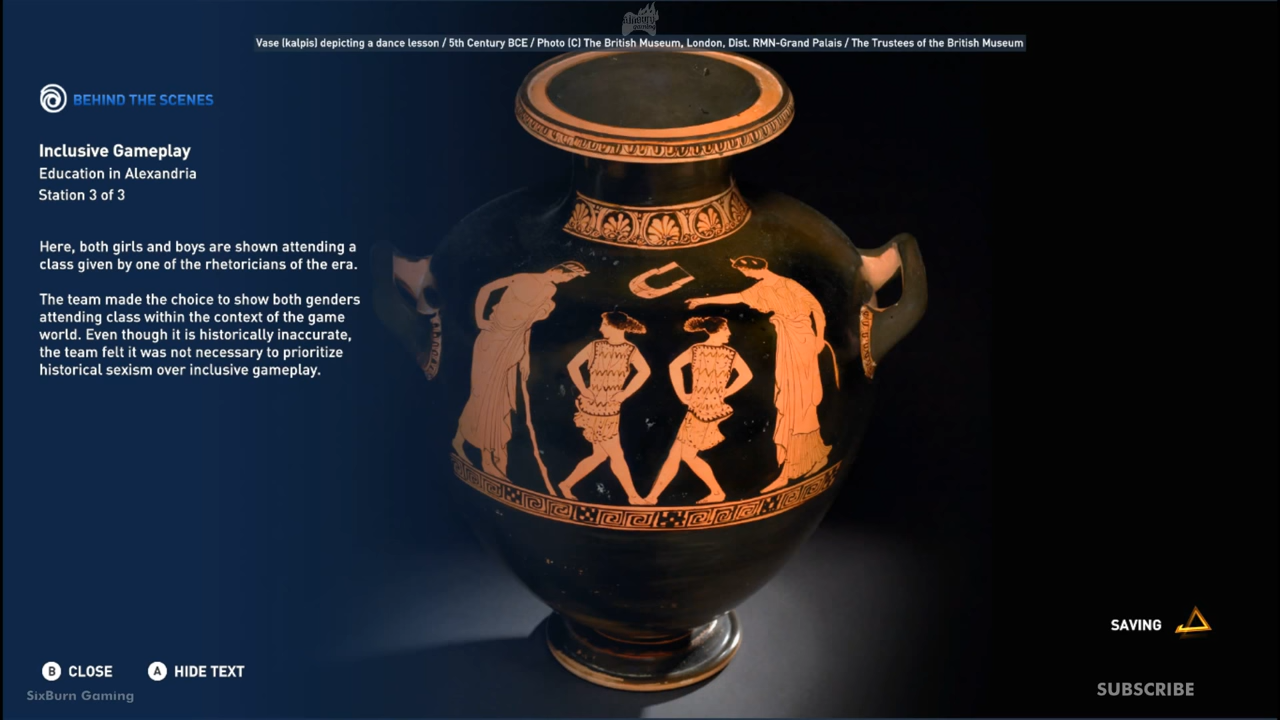 SixBurn gaming
Vase (kalpis) depicting a dance lesson / 5th Century BCE / Photo (C) The British Museum, London, Dist. RMN-Grand Palais / The Trustees of the British Museum
BEHIND THE SCENES
Inclusive Gameplay
Education in Alexandria
Station 3 of 3
Here, both girls and boys are shown attending a
class given by one of the rhetoricians of the era.
The team made the choice to show both genders
attending class within the context of the game
world. Even though it is historically inaccurate,
the team felt it was not necessary to prioritize
historical sexism over inclusive gameplay.
SAVING
B CLOSE
A HIDE TEXT
SixBurn Gaming
SUBSCRIBE